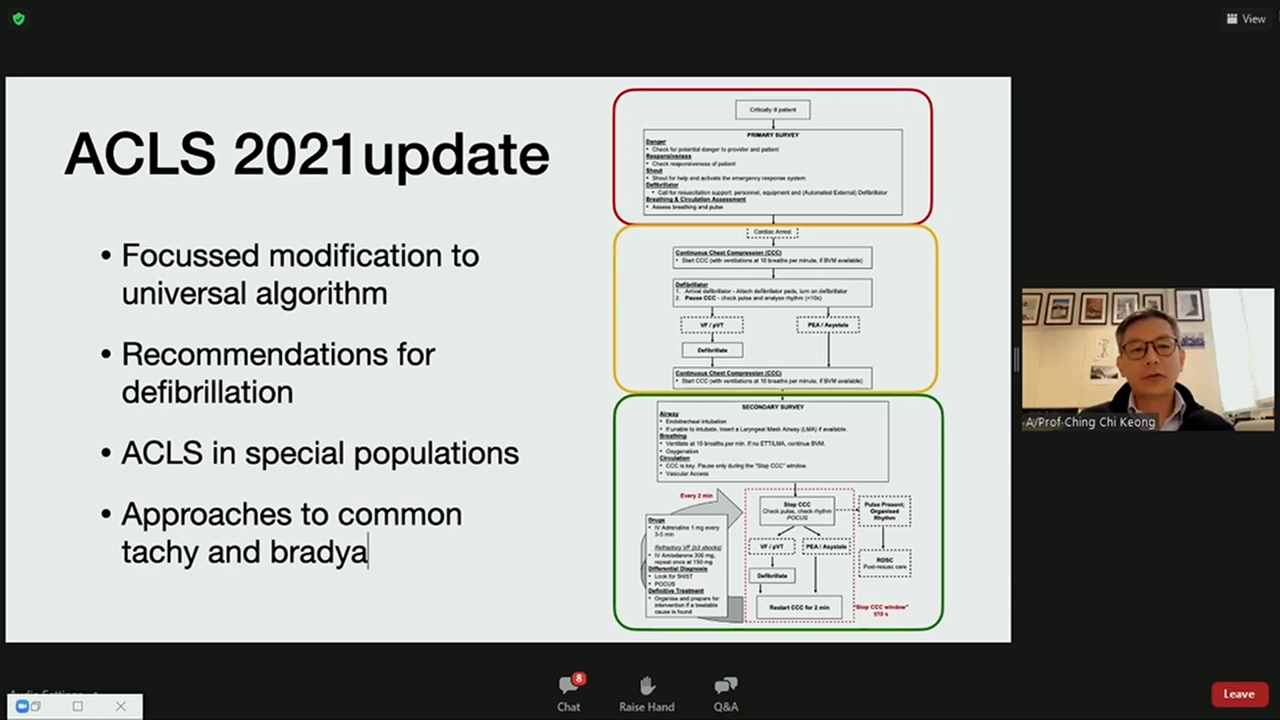 View
ACLS 2021update
• Focussed modification to
universal algorithm
• Recommendations for
defibrillation
• ACLS in special populations
• Approaches to common
tachy and bradya
Critically ill patient
PRIMARY SURVEY
Danger
• Check for potential danger to provider and patient
Responsiveness
• Check responsiveness of patient
Shout
• Shout for help and activate the emergency response system
Defibrillator
• Call for resuscitation support personnel, equipment and (Automated External) Defibrillator
Breathing & Circulation Assessment
• Assess breathing and pulse
Cardiac Arrest
Continuous Chest Compression (CCC)
• Start CCC (with ventilations at 10 breaths per minute, if BVM available)
Defibrillator
1. Arrival defibrillator - Attach defibrillator pads, turn on defibrillator
2. Pause CCC - check pulse and analyse rhythm (<10s)
VF / pVT
PEA / Asystole
Defibrillate
Continuous Chest Compression (CCC)
• Start CCC (with ventilations at 10 breaths per minute, if BVM available)
SECONDARY SURVEY
Airway
• Endotracheal intubation
• If unable to intubate, insert a Laryngeal Mask Airway (LMA) if available.
Breathing
• Ventilate at 10 breaths per min. If no ETT/LMA, continue BVM.
• Oxygenation
Circulation
• CCC is key. Pause only during the "Stop CCC" window.
• Vascular Access
Every 2 min
Drugs
• IV Adrenaline 1 mg every
3-5 min
Refractory VF (≥3 shocks)
• IV Amiodarone 300 mg,
repeat once at 150 mg
Differential Diagnosis
• Look for 5H/5T
• POCUS
Definitive Treatment
• Organise and prepare for
intervention if a treatable
cause is found
Stop CCC
Check pulse, check rhythm
POCUS
VF / pVT
PEA / Asystole
Defibrillate
Restart CCC for 2 min
Pulse Present;
Organised
Rhythm
ROSC
Post-resusc care
"Stop CCC window"
≤10 s
A/Prof Ching Chi Keong
8
Chat
Raise Hand
Q&A
Leave